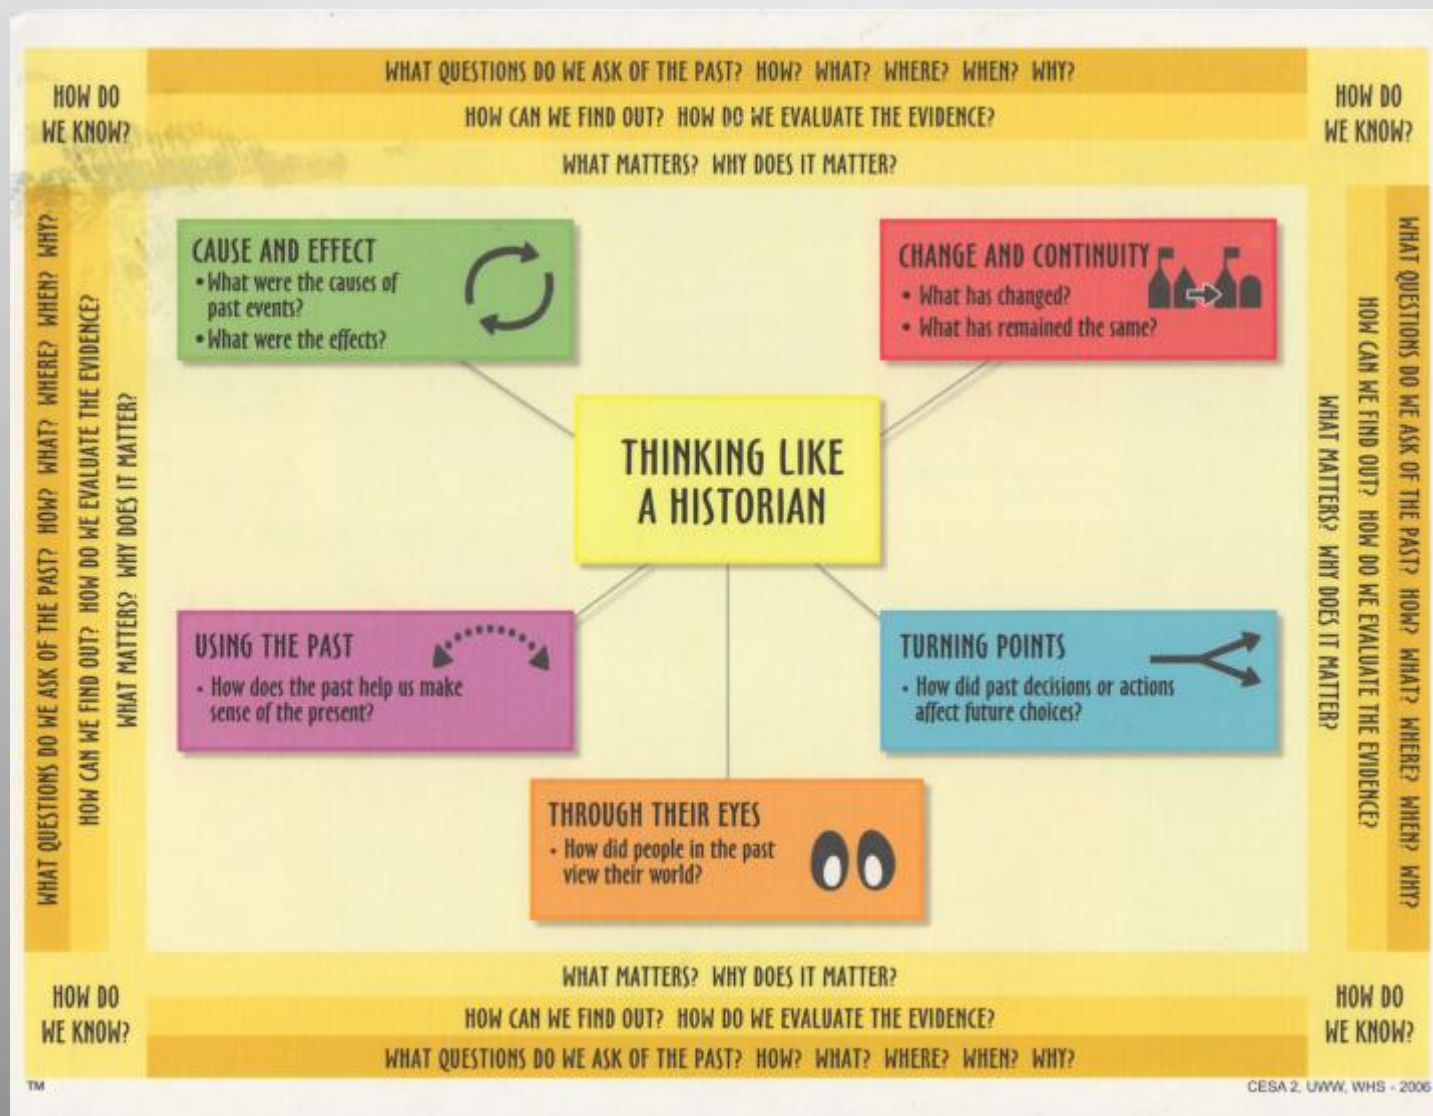 WHAT QUESTIONS DO WE ASK OF THE PAST? HOW? WHAT? WHERE? WHEN? WHY?
HOW DO
WE KNOW?
HOW CAN WE FIND OUT? HOW DO WE EVALUATE THE EVIDENCE?
HOW DO
WE KNOW?
WHAT MATTERS? WHY DOES IT MATTER?
WHAT QUESTIONS DO WE ASK OF THE PAST? HOW? WHAT? WHERE? WHEN? WHY?
HOW CAN WE FIND OUT? HOW DO WE EVALUATE THE EVIDENCE?
WHAT MATTERS? WHY DOES IT MATTER?
CAUSE AND EFFECT
• What were the causes of
past events?
• What were the effects?
CHANGE AND CONTINUITY
• What has changed?
• What has remained the same?
THINKING LIKE
A HISTORIAN
USING THE PAST
• How does the past help us make
sense of the present?
TURNING POINTS
• How did past decisions or actions
affect future choices?
THROUGH THEIR EYES
• How did people in the past
view their world?
WHAT MATTERS? WHY DOES IT MATTER?
HOW CAN WE FIND OUT? HOW DO WE EVALUATE THE EVIDENCE?
WHAT QUESTIONS DO WE ASK OF THE PAST? HOW? WHAT? WHERE? WHEN? WHY?
WHAT MATTERS? WHY DOES IT MATTER?
HOW DO
WE KNOW?
HOW CAN WE FIND OUT? HOW DO WE EVALUATE THE EVIDENCE?
HOW DO
WE KNOW?
WHAT QUESTIONS DO WE ASK OF THE PAST? HOW? WHAT? WHERE? WHEN? WHY?
TM
CESA 2, UWW, WHS - 2006